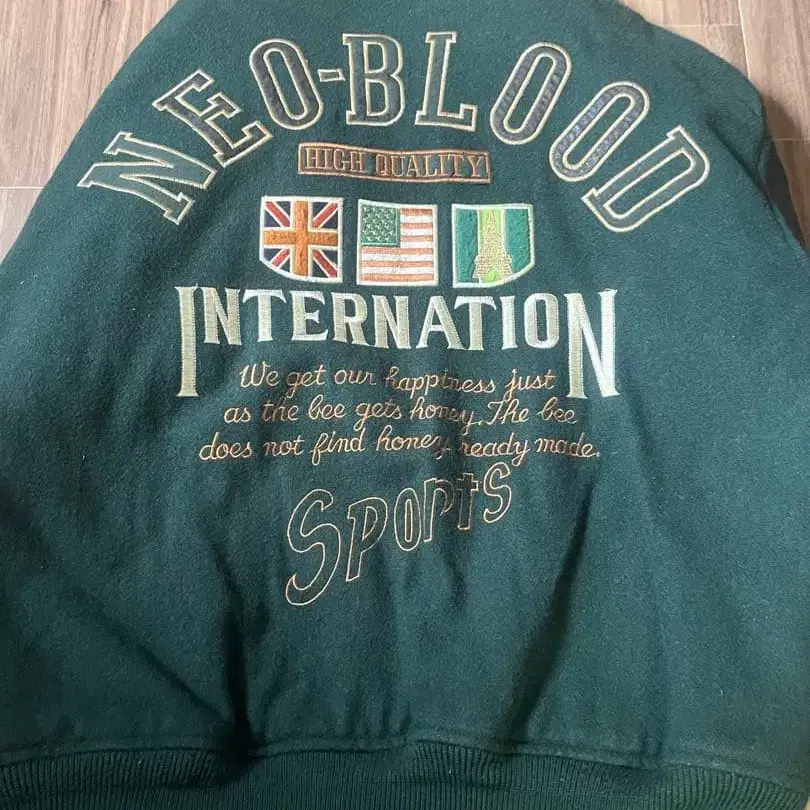 NEO-BLOOD
HIGH QUALITY
INTERNATION
We get our happiness just
as the bee gets honey. The bee
does not find honey ready made.
Sports